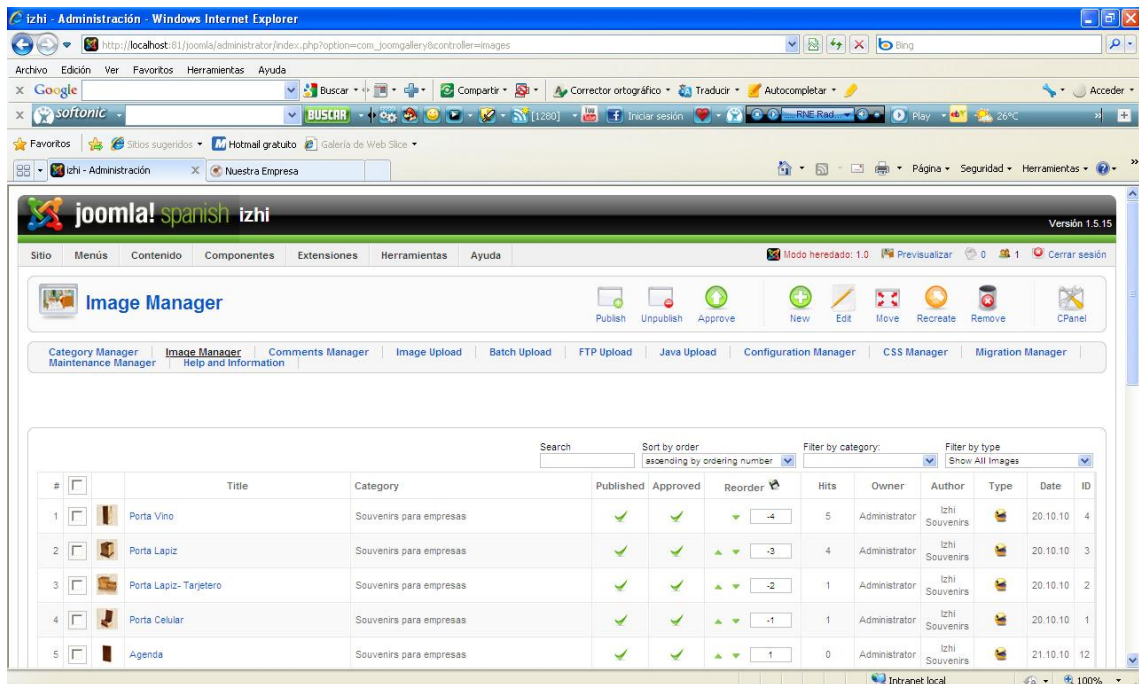 izhi - Administración - Windows Internet Explorer
http://localhost:81/joomla/administrator/index.php?option=com_joomgallery&controller=images
Bing
Archivo Edición Ver Favoritos Herramientas Ayuda
Google Buscar Compartir Corrector ortográfico Traducir Autocompletar Acceder
softonic BUSCAR [1280] Iniciar sesión RNE Rad... Play 26°C
Favoritos Sitios sugeridos Hotmail gratuito Galería de Web Slice
izhi - Administración Nuestra Empresa Página Seguridad Herramientas
joomla! spanish izhi
Versión 1.5.15
Sitio Menús Contenido Componentes Extensiones Herramientas Ayuda Modo heredado: 1.0 Previsualizar 0 1 Cerrar sesión
Image Manager
Publish Unpublish Approve New Edit Move Recreate Remove CPanel
Category Manager Image Manager Comments Manager Image Upload Batch Upload FTP Upload Java Upload Configuration Manager CSS Manager Migration Manager
Maintenance Manager Help and Information
Search Sort by order Filter by category: Filter by type
ascending by ordering number Show All Images
# Title Category Published Approved Reorder Hits Owner Author Type Date ID
1 Porta Vino Souvenirs para empresas -4 5 Administrator Izhi Souvenirs 20.10.10 4
2 Porta Lapiz Souvenirs para empresas -3 4 Administrator Izhi Souvenirs 20.10.10 3
3 Porta Lapiz- Tarjetero Souvenirs para empresas -2 1 Administrator Izhi Souvenirs 20.10.10 2
4 Porta Celular Souvenirs para empresas -1 1 Administrator Izhi Souvenirs 20.10.10 1
5 Agenda Souvenirs para empresas 1 0 Administrator Izhi Souvenirs 21.10.10 12
Intranet local 100%